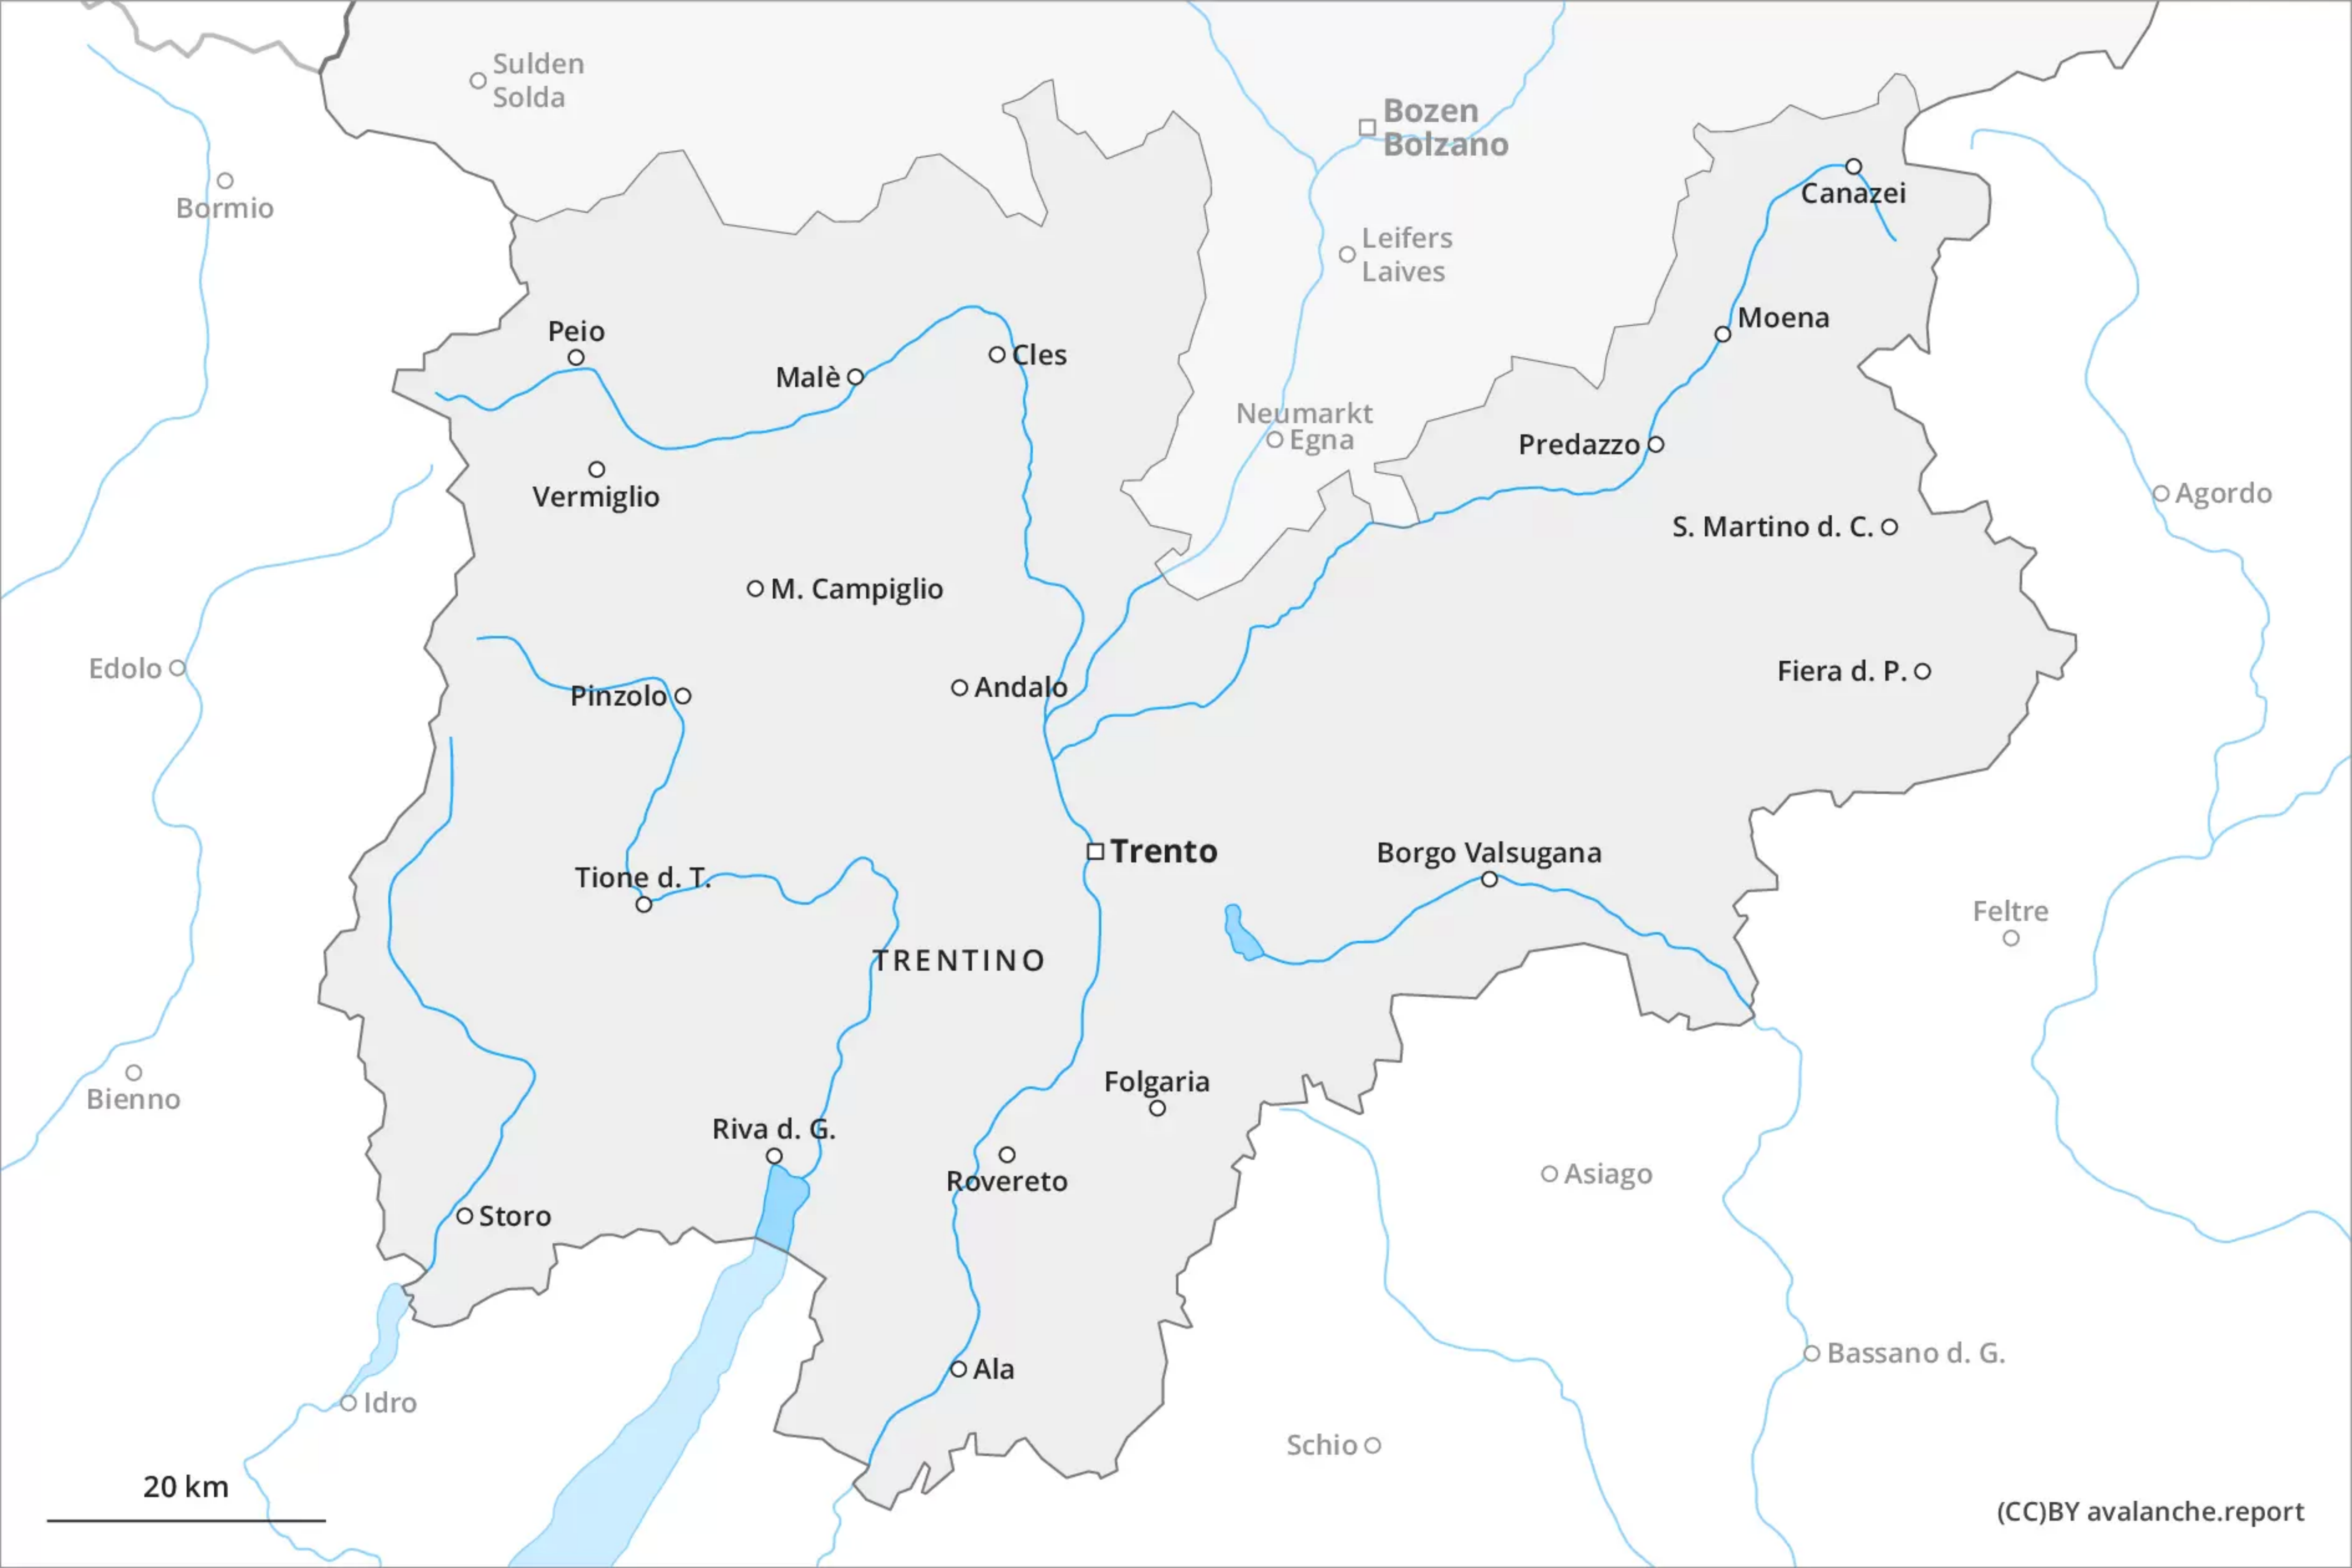 Sulden
Solda
Bozen
Bolzano
Bormio
Canazei
Leifers
Laives
Peio
Moena
Malè
Cles
Neumarkt
Egna
Predazzo
Vermiglio
Agordo
S. Martino d. C.
M. Campiglio
Edolo
Pinzolo
Andalo
Fiera d. P.
Trento
Borgo Valsugana
Tione d. T.
Feltre
TRENTINO
Bienno
Folgaria
Riva d. G.
Rovereto
Asiago
Storo
Bassano d. G.
Ala
Idro
Schio
20 km
(CC)BY avalanche.report